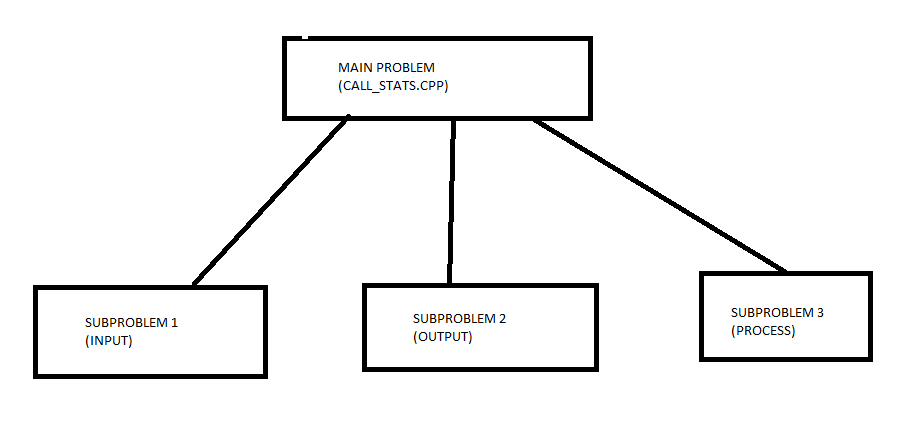 MAIN PROBLEM
(CALL_STATS.CPP)
SUBPROBLEM 1
(INPUT)
SUBPROBLEM 2
(OUTPUT)
SUBPROBLEM 3
(PROCESS)